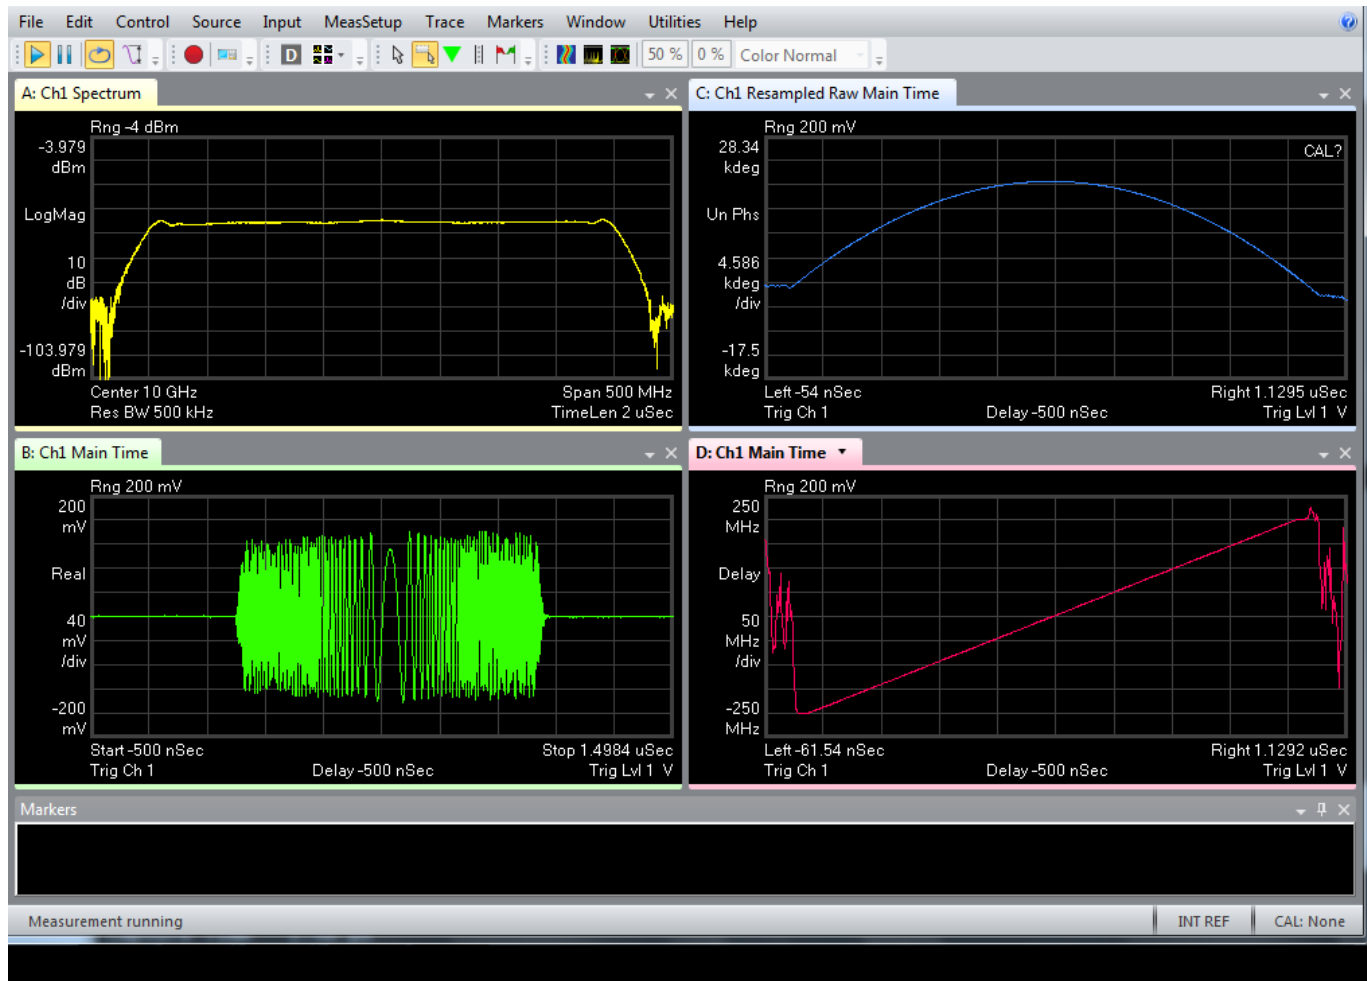 File Edit Control Source Input MeasSetup Trace Markers Window Utilities Help
D 50 % 0 % Color Normal
A: Ch1 Spectrum
Rng -4 dBm
-3.979
dBm
LogMag
10
dB
/div
-103.979
dBm
Center 10 GHz Span 500 MHz
Res BW 500 kHz TimeLen 2 uSec
C: Ch1 Resampled Raw Main Time
Rng 200 mV
28.34
kdeg
CAL?
Un Phs
4.586
kdeg
/div
-17.5
kdeg
Left -54 nSec Right 1.1295 uSec
Trig Ch 1 Delay -500 nSec Trig Lvl 1 V
B: Ch1 Main Time
Rng 200 mV
200
mV
Real
40
mV
/div
-200
mV
Start -500 nSec Stop 1.4984 uSec
Trig Ch 1 Delay -500 nSec Trig Lvl 1 V
D: Ch1 Main Time
Rng 200 mV
250
MHz
Delay
50
MHz
/div
-250
MHz
Left -61.54 nSec Right 1.1292 uSec
Trig Ch 1 Delay -500 nSec Trig Lvl 1 V
Markers
Measurement running INT REF CAL: None